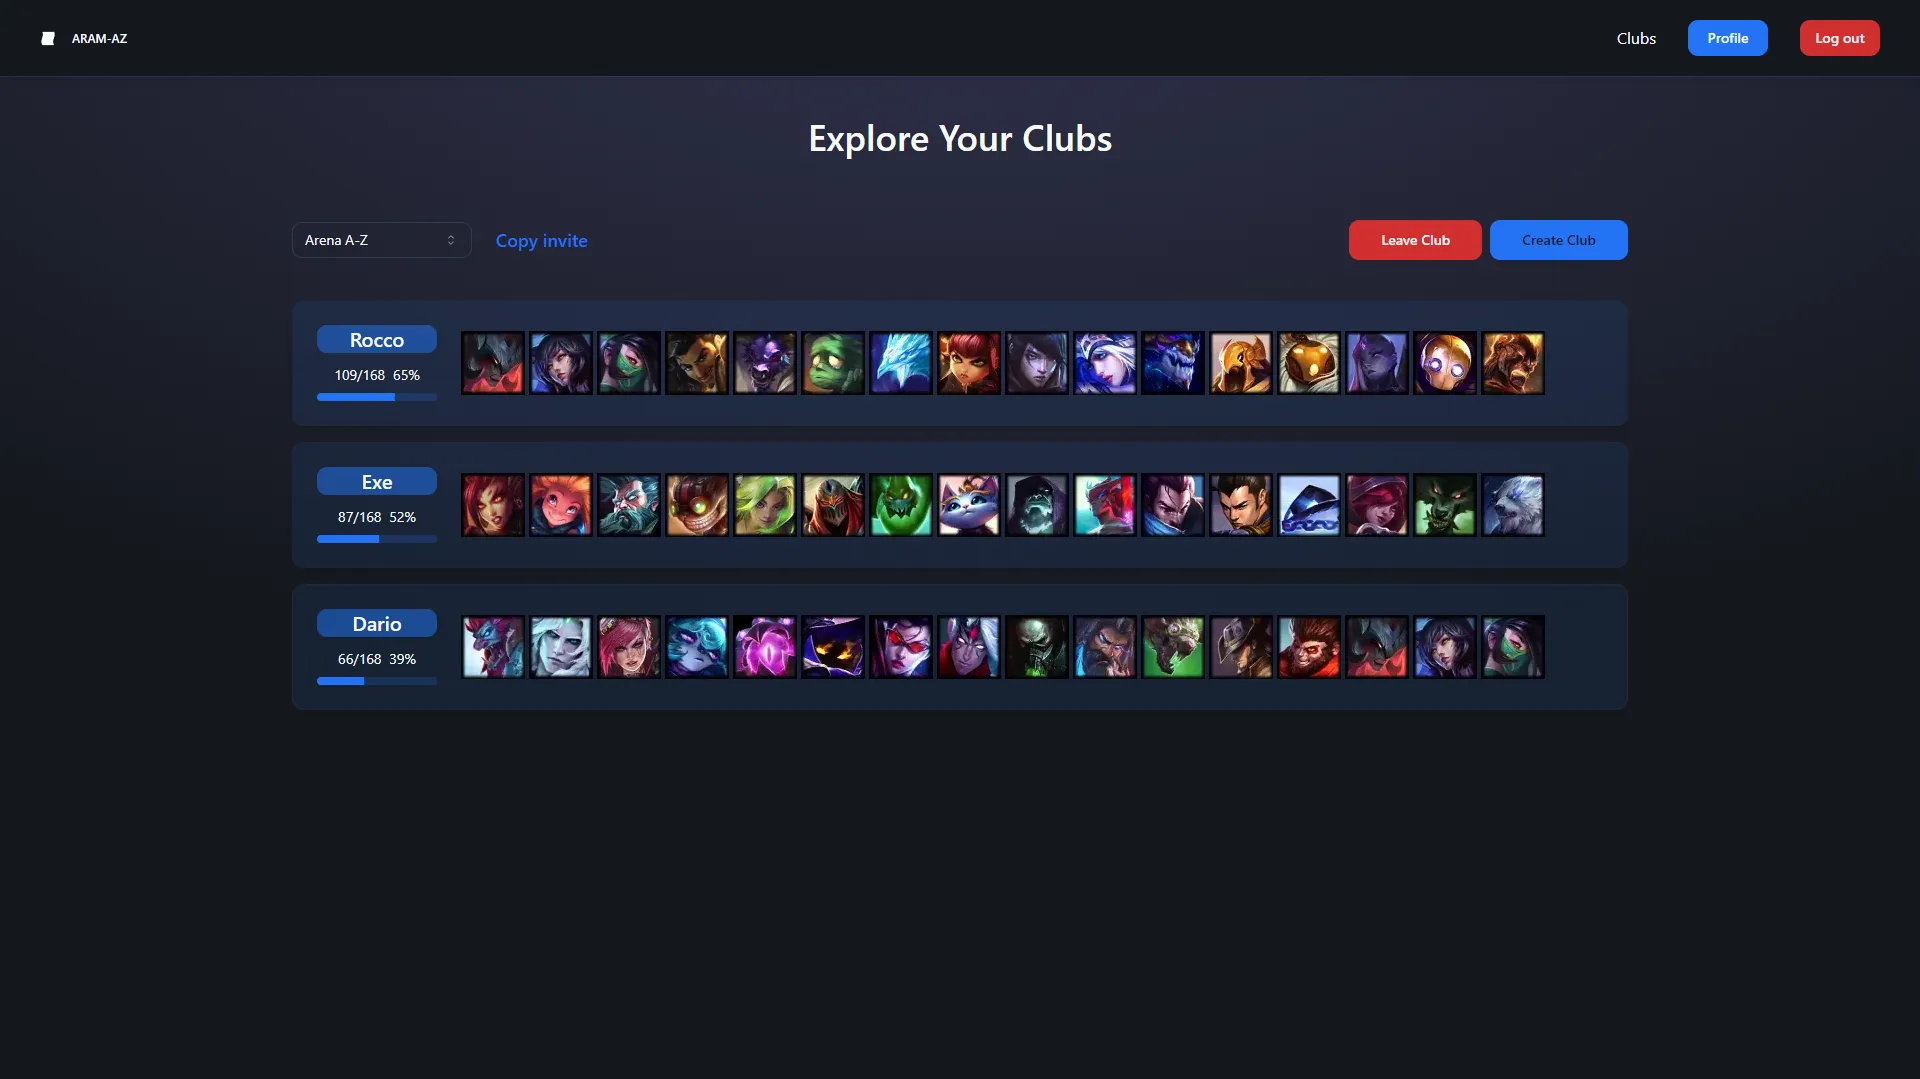 ARAM-AZ
Clubs
Profile
Log out
Explore Your Clubs
Arena A-Z
Copy invite
Leave Club
Create Club
Rocco
109/168 65%
Exe
87/168 52%
Dario
66/168 39%